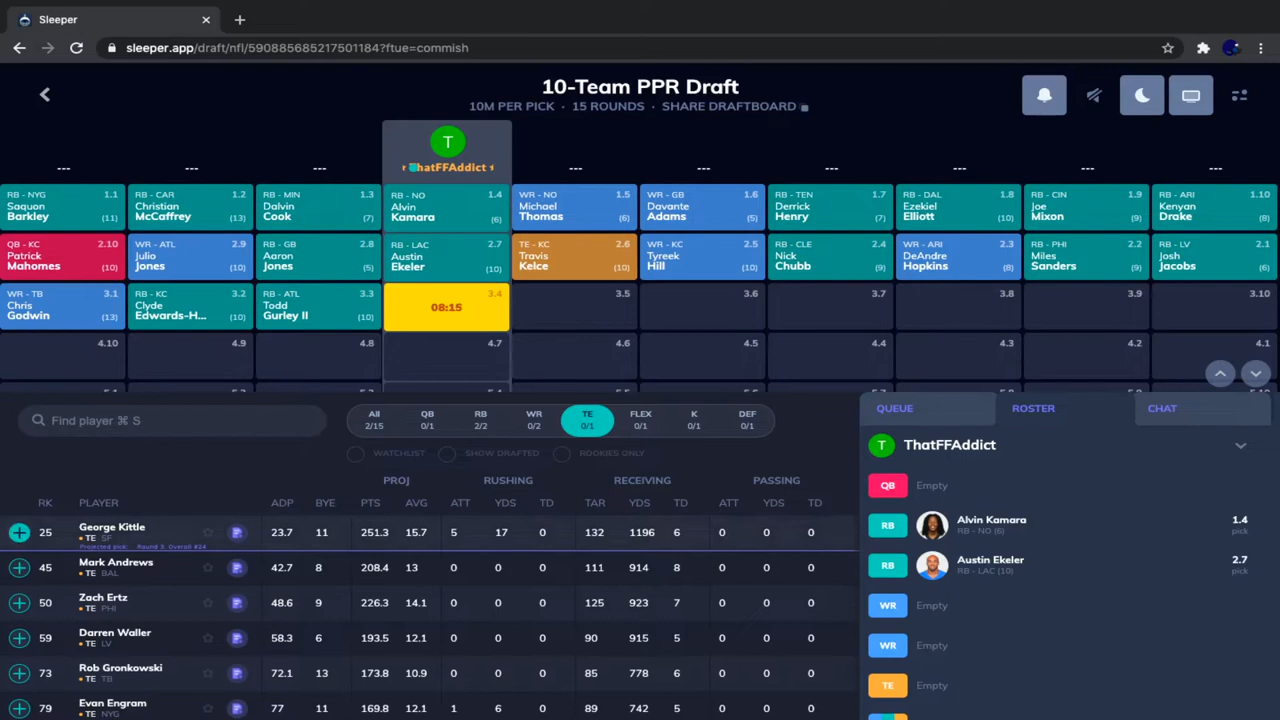 Sleeper
sleeper.app/draft/nfl/590885685217501184?ftue=commish
10-Team PPR Draft
10M PER PICK · 15 ROUNDS · SHARE DRAFTBOARD
T
--- --- --- ThatFFAddict --- --- --- --- --- ---
RB - NYG 1.1 RB - CAR 1.2 RB - MIN 1.3 RB - NO 1.4 WR - NO 1.5 WR - GB 1.6 RB - TEN 1.7 RB - DAL 1.8 RB - CIN 1.9 RB - ARI 1.10
Saquon Christian Dalvin Alvin Michael Davante Derrick Ezekiel Joe Kenyan
Barkley (11) McCaffrey (13) Cook (7) Kamara (6) Thomas (6) Adams (5) Henry (7) Elliott (10) Mixon (9) Drake (8)
QB - KC 2.10 WR - ATL 2.9 RB - GB 2.8 RB - LAC 2.7 TE - KC 2.6 WR - KC 2.5 RB - CLE 2.4 WR - ARI 2.3 RB - PHI 2.2 RB - LV 2.1
Patrick Julio Aaron Austin Travis Tyreek Nick DeAndre Miles Josh
Mahomes (10) Jones (10) Jones (5) Ekeler (10) Kelce (10) Hill (10) Chubb (9) Hopkins (8) Sanders (9) Jacobs (6)
WR - TB 3.1 RB - KC 3.2 RB - ATL 3.3 3.4 3.5 3.6 3.7 3.8 3.9 3.10
Chris Clyde Todd 08:15
Godwin (13) Edwards-H... (10) Gurley II (10)
4.10 4.9 4.8 4.7 4.6 4.5 4.4 4.3 4.2 4.1
Find player ⌘ S
All QB RB WR TE FLEX K DEF
2/15 0/1 2/2 0/2 0/1 0/1 0/1 0/1
WATCHLIST SHOW DRAFTED ROOKIES ONLY
PROJ RUSHING RECEIVING PASSING
RK PLAYER ADP BYE PTS AVG ATT YDS TD TAR YDS TD ATT YDS TD
25 George Kittle 23.7 11 251.3 15.7 5 17 0 132 1196 6 0 0 0
TE SF
Projected pick: Round 3, Overall #24
45 Mark Andrews 42.7 8 208.4 13 0 0 0 111 914 8 0 0 0
TE BAL
50 Zach Ertz 48.6 9 226.3 14.1 0 0 0 125 923 7 0 0 0
TE PHI
59 Darren Waller 58.3 6 193.5 12.1 0 0 0 90 915 5 0 0 0
TE LV
73 Rob Gronkowski 72.1 13 173.8 10.9 0 0 0 85 778 6 0 0 0
TE TB
79 Evan Engram 77 11 169.8 12.1 1 6 0 89 742 5 0 0 0
TE NYG
QUEUE ROSTER CHAT
T ThatFFAddict
QB Empty
RB Alvin Kamara 1.4
RB - NO (6) pick
RB Austin Ekeler 2.7
RB - LAC (10) pick
WR Empty
WR Empty
TE Empty